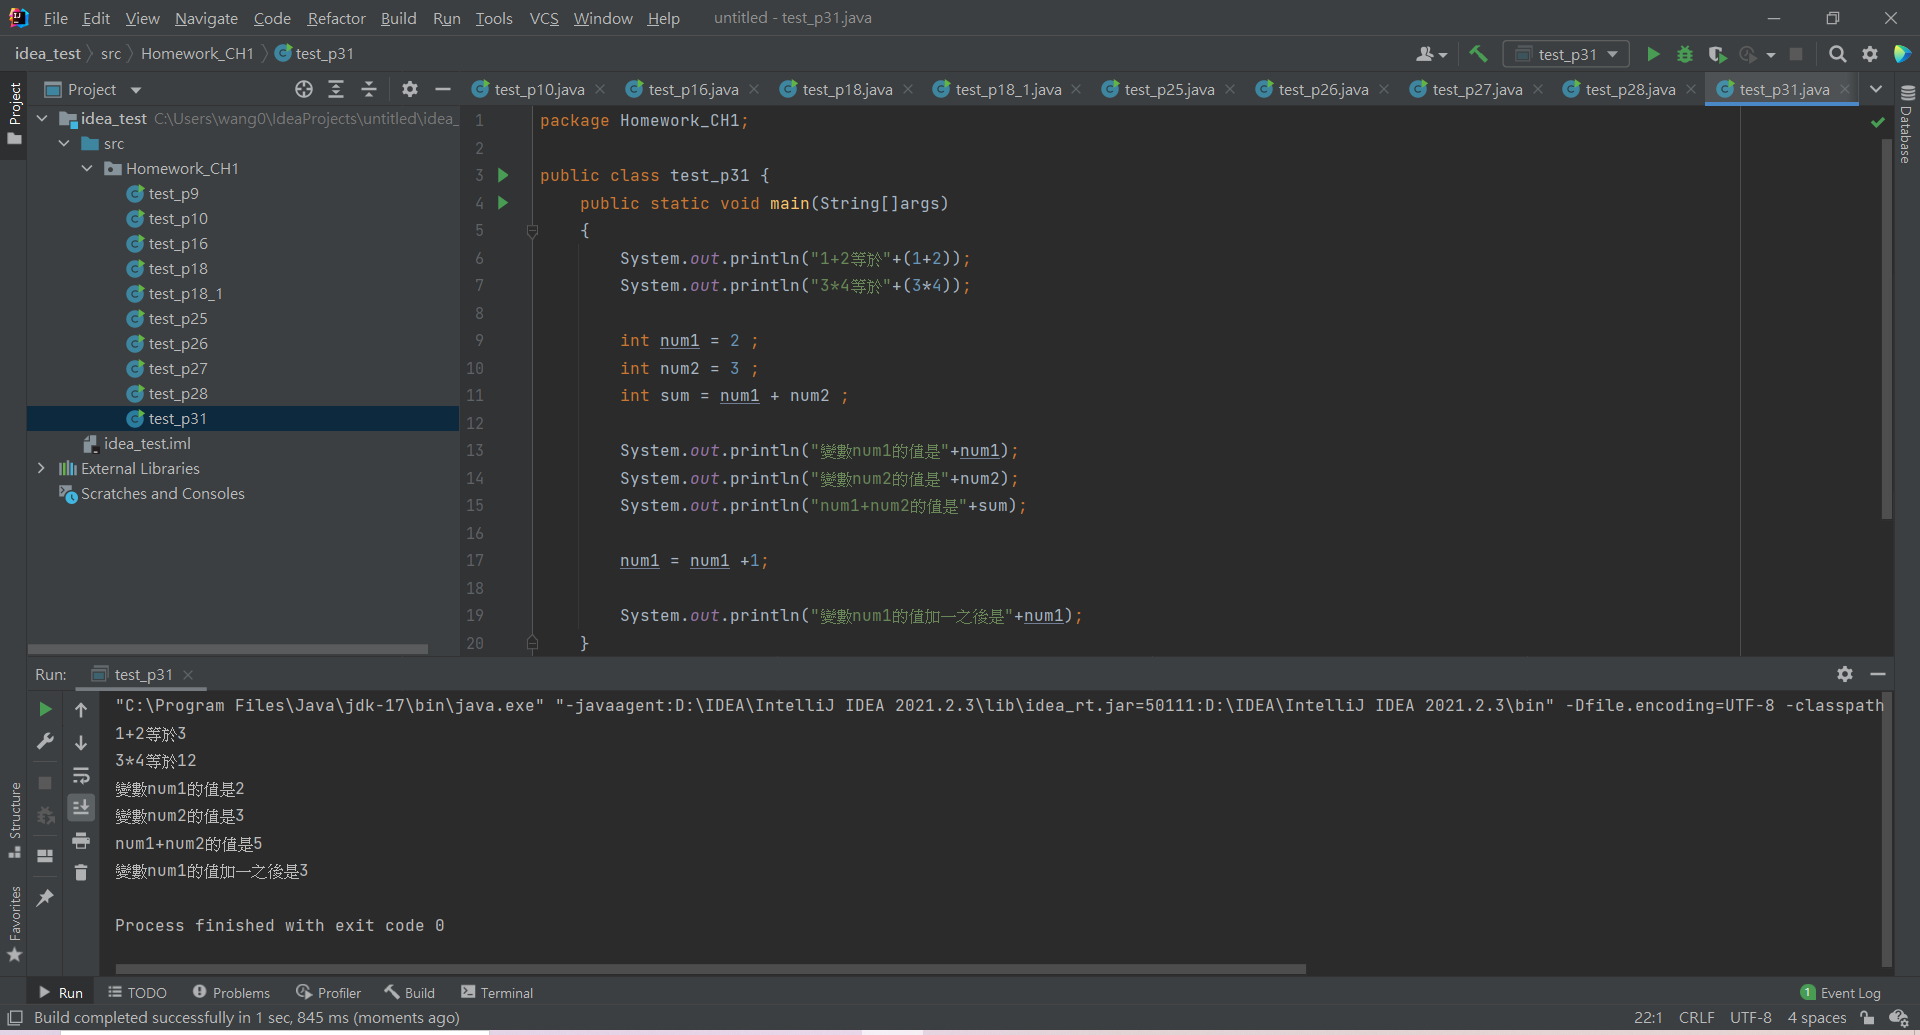 File Edit View Navigate Code Refactor Build Run Tools VCS Window Help untitled - test_p31.java
idea_test src Homework_CH1 test_p31 test_p31
Project test_p10.java test_p16.java test_p18.java test_p18_1.java test_p25.java test_p26.java test_p27.java test_p28.java test_p31.java
Project
Database
idea_test C:\Users\wang0\IdeaProjects\untitled\idea_
src
Homework_CH1
test_p9
test_p10
test_p16
test_p18
test_p18_1
test_p25
test_p26
test_p27
test_p28
test_p31
idea_test.iml
External Libraries
Scratches and Consoles
1 package Homework_CH1;
2
3 public class test_p31 {
4 public static void main(String[]args)
5 {
6 System.out.println("1+2等於"+(1+2));
7 System.out.println("3*4等於"+(3*4));
8
9 int num1 = 2 ;
10 int num2 = 3 ;
11 int sum = num1 + num2 ;
12
13 System.out.println("變數num1的值是"+num1);
14 System.out.println("變數num2的值是"+num2);
15 System.out.println("num1+num2的值是"+sum);
16
17 num1 = num1 +1;
18
19 System.out.println("變數num1的值加一之後是"+num1);
20 }
Run: test_p31
"C:\Program Files\Java\jdk-17\bin\java.exe" "-javaagent:D:\IDEA\IntelliJ IDEA 2021.2.3\lib\idea_rt.jar=50111:D:\IDEA\IntelliJ IDEA 2021.2.3\bin" -Dfile.encoding=UTF-8 -classpath
1+2等於3
3*4等於12
變數num1的值是2
變數num2的值是3
num1+num2的值是5
變數num1的值加一之後是3
Process finished with exit code 0
Structure
Favorites
Run TODO Problems Profiler Build Terminal 1 Event Log
Build completed successfully in 1 sec, 845 ms (moments ago) 22:1 CRLF UTF-8 4 spaces